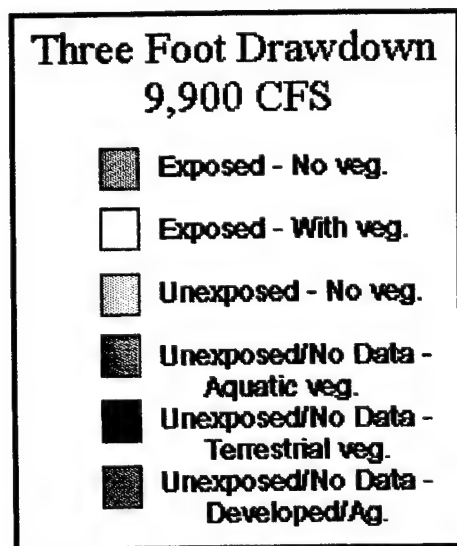 Three Foot Drawdown
9,900 CFS
Exposed - No veg.
Exposed - With veg.
Unexposed - No veg.
Unexposed/No Data -
Aquatic veg.
Unexposed/No Data -
Terrestrial veg.
Unexposed/No Data -
Developed/Ag.